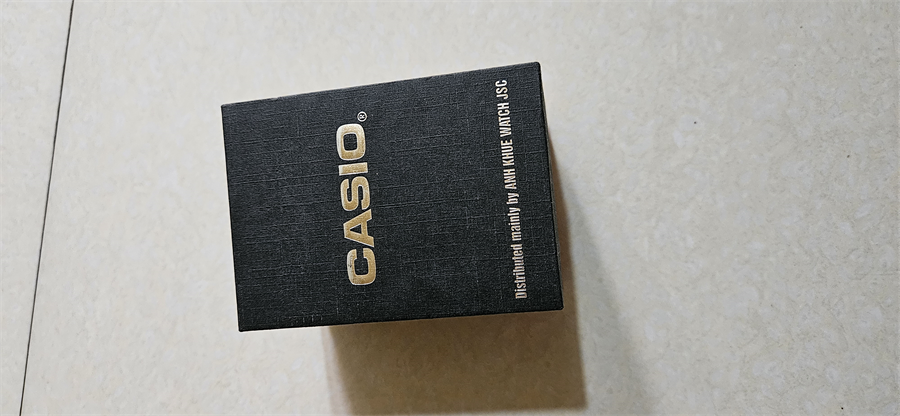 CASIO®
Distributed mainly by ANH KHUE WATCH JSC